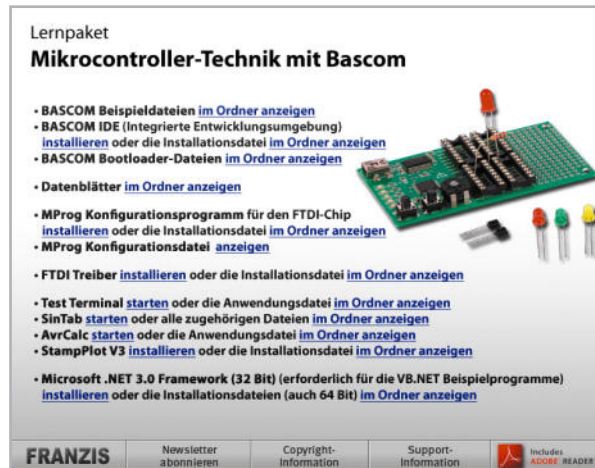 Lernpaket
Mikrocontroller-Technik mit Bascom
• BASCOM Beispieldateien im Ordner anzeigen
• BASCOM IDE (Integrierte Entwicklungsumgebung)
installieren oder die Installationsdatei im Ordner anzeigen
• BASCOM Bootloader-Dateien im Ordner anzeigen
• Datenblätter im Ordner anzeigen
• MProg Konfigurationsprogramm für den FTDI-Chip
installieren oder die Installationsdatei im Ordner anzeigen
• MProg Konfigurationsdatei anzeigen
• FTDI Treiber installieren oder die Installationsdatei im Ordner anzeigen
• Test Terminal starten oder die Anwendungsdatei im Ordner anzeigen
• SinTab starten oder alle zugehörigen Dateien im Ordner anzeigen
• AvrCalc starten oder die Anwendungsdatei im Ordner anzeigen
• StampPlot V3 installieren oder die Installationsdatei im Ordner anzeigen
• Microsoft .NET 3.0 Framework (32 Bit) (erforderlich für die VB.NET Beispielprogramme)
installieren oder die Installationsdateien (auch 64 Bit) im Ordner anzeigen
FRANZIS
Newsletter
abonnieren
Copyright-
Information
Support-
Information
Includes
ADOBE READER